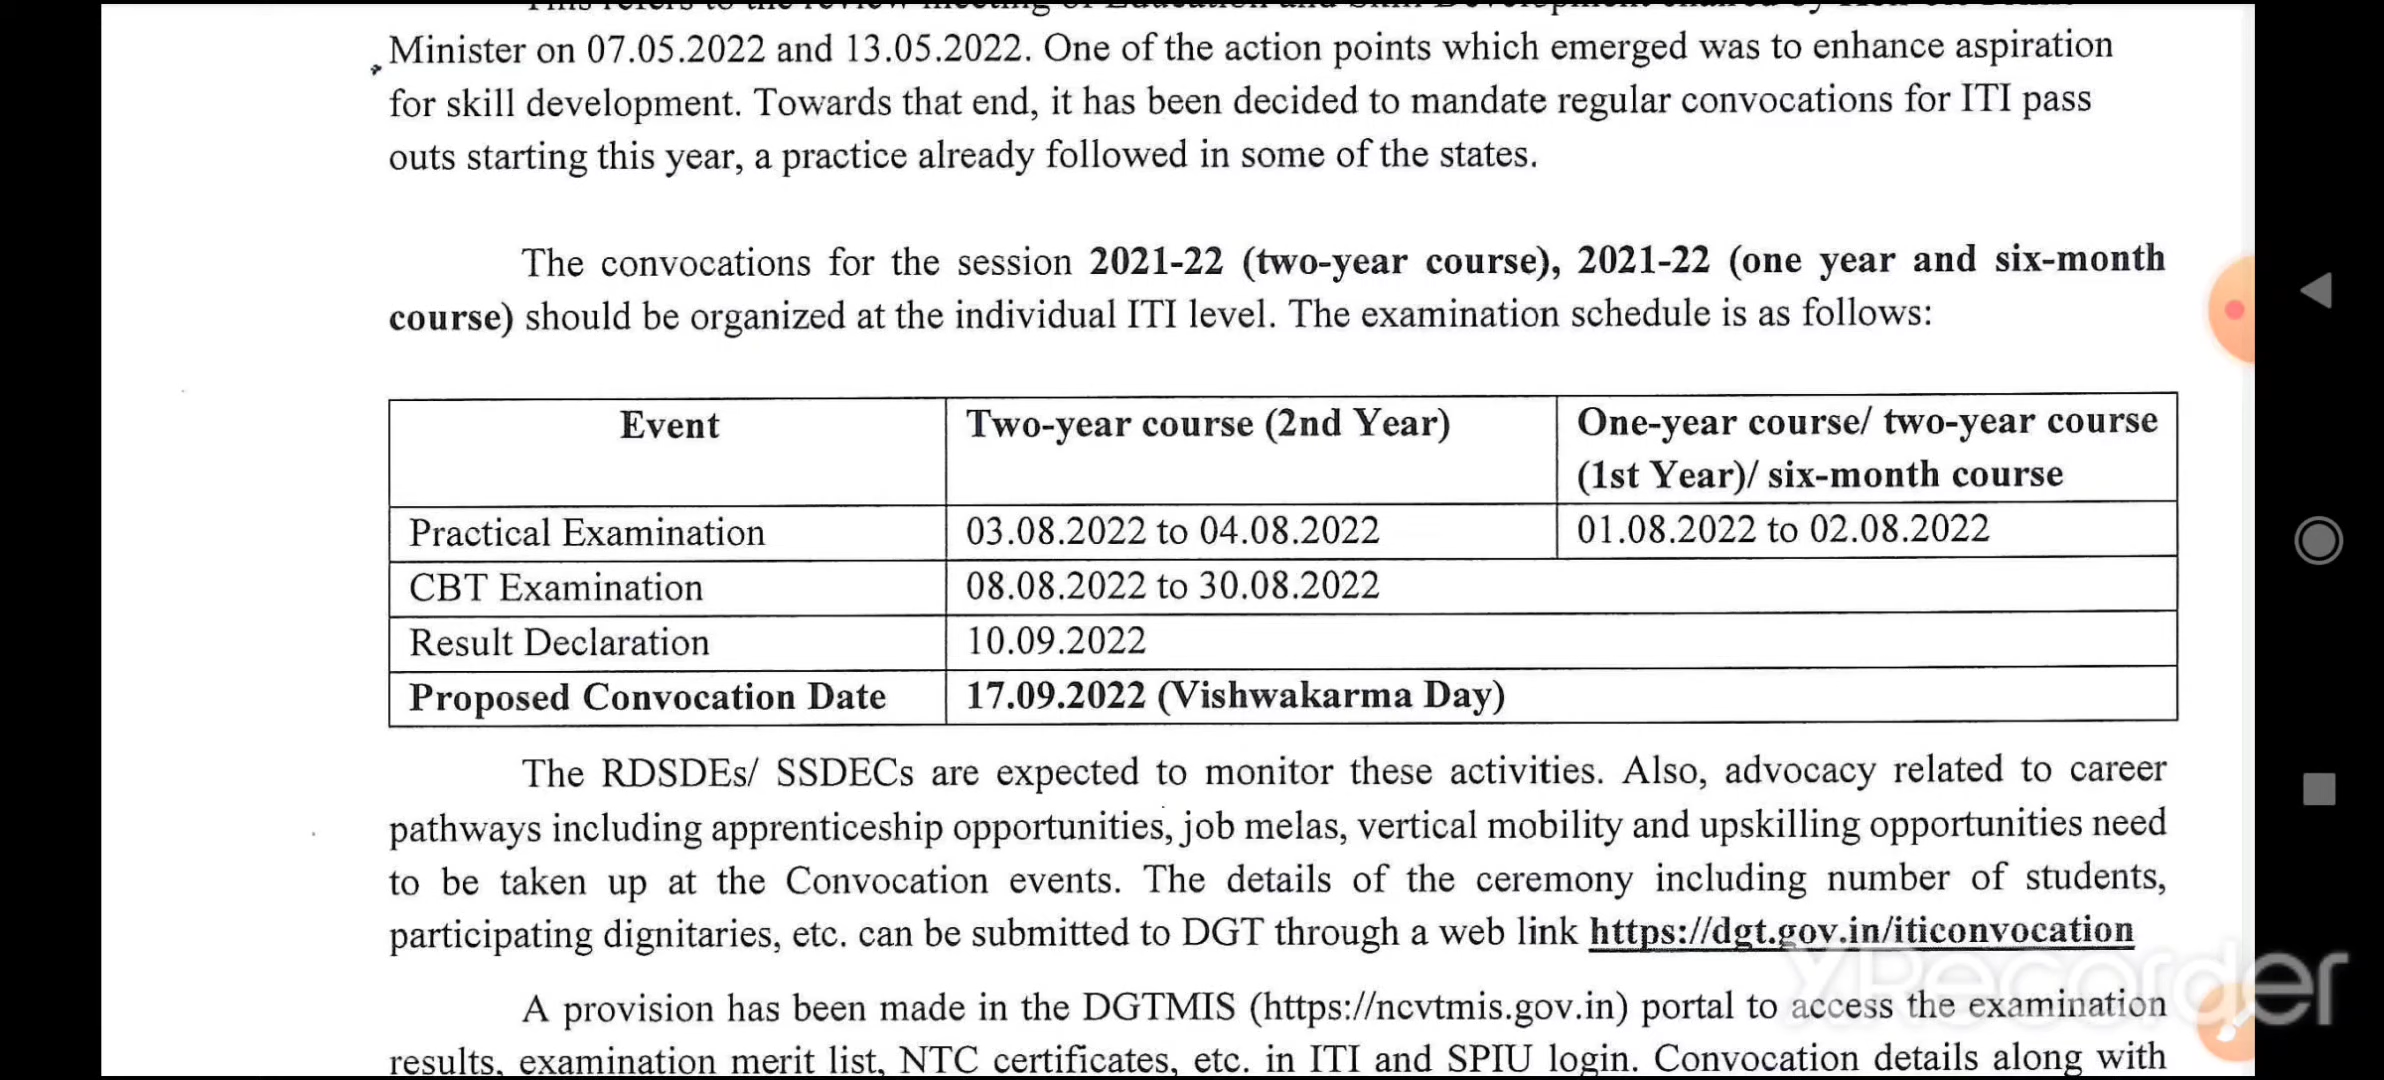 Minister on 07.05.2022 and 13.05.2022. One of the action points which emerged was to enhance aspiration
for skill development. Towards that end, it has been decided to mandate regular convocations for ITI pass
outs starting this year, a practice already followed in some of the states.
The convocations for the session 2021-22 (two-year course), 2021-22 (one year and six-month
course) should be organized at the individual ITI level. The examination schedule is as follows:
Event Two-year course (2nd Year) One-year course/ two-year course
(1st Year)/ six-month course
Practical Examination 03.08.2022 to 04.08.2022 01.08.2022 to 02.08.2022
CBT Examination 08.08.2022 to 30.08.2022
Result Declaration 10.09.2022
Proposed Convocation Date 17.09.2022 (Vishwakarma Day)
The RDSDEs/ SSDECs are expected to monitor these activities. Also, advocacy related to career
pathways including apprenticeship opportunities, job melas, vertical mobility and upskilling opportunities need
to be taken up at the Convocation events. The details of the ceremony including number of students,
participating dignitaries, etc. can be submitted to DGT through a web link https://dgt.gov.in/iticonvocation
XRecorder
A provision has been made in the DGTMIS (https://ncvtmis.gov.in) portal to access the examination
results, examination merit list, NTC certificates, etc. in ITI and SPIU login. Convocation details along with